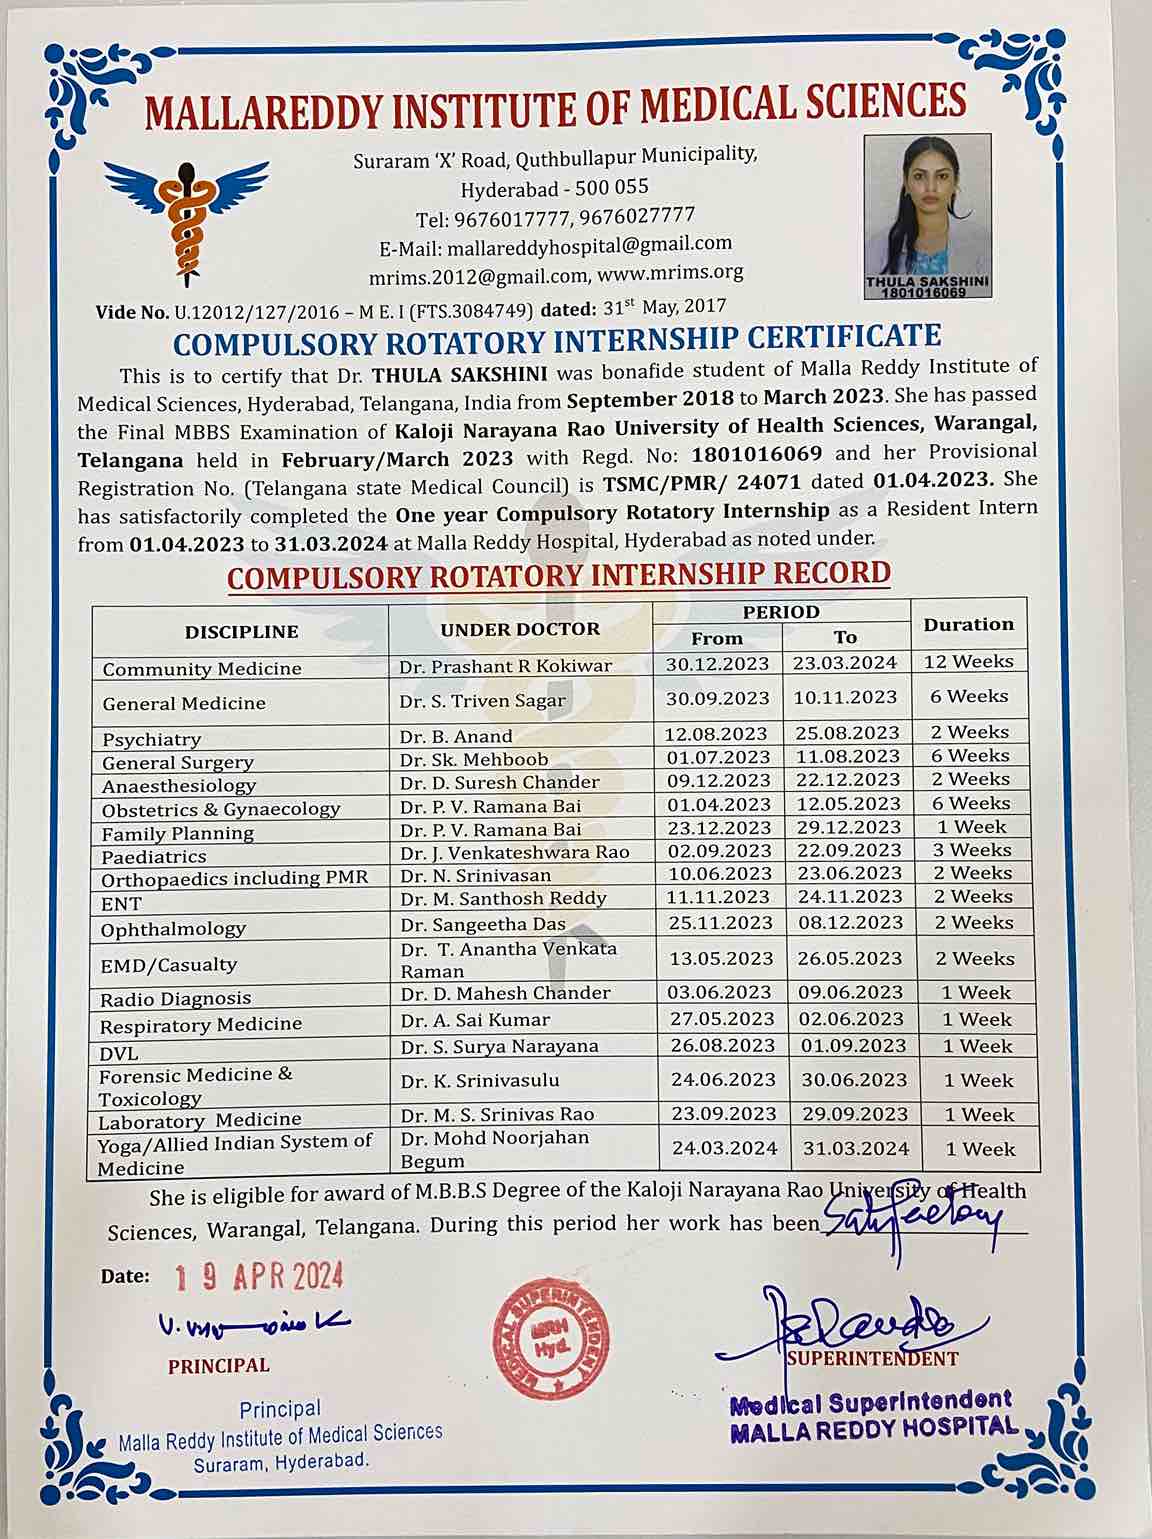 MALLAREDDY INSTITUTE OF MEDICAL SCIENCES
Suraram ‘X’ Road, Quthbullapur Municipality,
Hyderabad - 500 055
Tel: 9676017777, 9676027777
E-Mail: mallareddyhospital@gmail.com
mrims.2012@gmail.com, www.mrims.org
THULA SAKSHINI
1801016069
Vide No. U.12012/127/2016 – M E. I (FTS.3084749) dated: 31st May, 2017
COMPULSORY ROTATORY INTERNSHIP CERTIFICATE
This is to certify that Dr. THULA SAKSHINI was bonafide student of Malla Reddy Institute of
Medical Sciences, Hyderabad, Telangana, India from September 2018 to March 2023. She has passed
the Final MBBS Examination of Kaloji Narayana Rao University of Health Sciences, Warangal,
Telangana held in February/March 2023 with Regd. No: 1801016069 and her Provisional
Registration No. (Telangana state Medical Council) is TSMC/PMR/ 24071 dated 01.04.2023. She
has satisfactorily completed the One year Compulsory Rotatory Internship as a Resident Intern
from 01.04.2023 to 31.03.2024 at Malla Reddy Hospital, Hyderabad as noted under.
COMPULSORY ROTATORY INTERNSHIP RECORD
DISCIPLINE UNDER DOCTOR PERIOD Duration
From To
Community Medicine Dr. Prashant R Kokiwar 30.12.2023 23.03.2024 12 Weeks
General Medicine Dr. S. Triven Sagar 30.09.2023 10.11.2023 6 Weeks
Psychiatry Dr. B. Anand 12.08.2023 25.08.2023 2 Weeks
General Surgery Dr. Sk. Mehboob 01.07.2023 11.08.2023 6 Weeks
Anaesthesiology Dr. D. Suresh Chander 09.12.2023 22.12.2023 2 Weeks
Obstetrics & Gynaecology Dr. P. V. Ramana Bai 01.04.2023 12.05.2023 6 Weeks
Family Planning Dr. P. V. Ramana Bai 23.12.2023 29.12.2023 1 Week
Paediatrics Dr. J. Venkateshwara Rao 02.09.2023 22.09.2023 3 Weeks
Orthopaedics including PMR Dr. N. Srinivasan 10.06.2023 23.06.2023 2 Weeks
ENT Dr. M. Santhosh Reddy 11.11.2023 24.11.2023 2 Weeks
Ophthalmology Dr. Sangeetha Das 25.11.2023 08.12.2023 2 Weeks
EMD/Casualty Dr. T. Anantha Venkata Raman 13.05.2023 26.05.2023 2 Weeks
Radio Diagnosis Dr. D. Mahesh Chander 03.06.2023 09.06.2023 1 Week
Respiratory Medicine Dr. A. Sai Kumar 27.05.2023 02.06.2023 1 Week
DVL Dr. S. Surya Narayana 26.08.2023 01.09.2023 1 Week
Forensic Medicine & Toxicology Dr. K. Srinivasulu 24.06.2023 30.06.2023 1 Week
Laboratory Medicine Dr. M. S. Srinivas Rao 23.09.2023 29.09.2023 1 Week
Yoga/Allied Indian System of Medicine Dr. Mohd Noorjahan Begum 24.03.2024 31.03.2024 1 Week
She is eligible for award of M.B.B.S Degree of the Kaloji Narayana Rao University of Health
Sciences, Warangal, Telangana. During this period her work has been Satisfactory
Date: 19 APR 2024
PRINCIPAL
Principal
Malla Reddy Institute of Medical Sciences
Suraram, Hyderabad.
MEDICAL SUPERINTENDENT
MRH
Hyd.
SUPERINTENDENT
Medical Superintendent
MALLA REDDY HOSPITAL